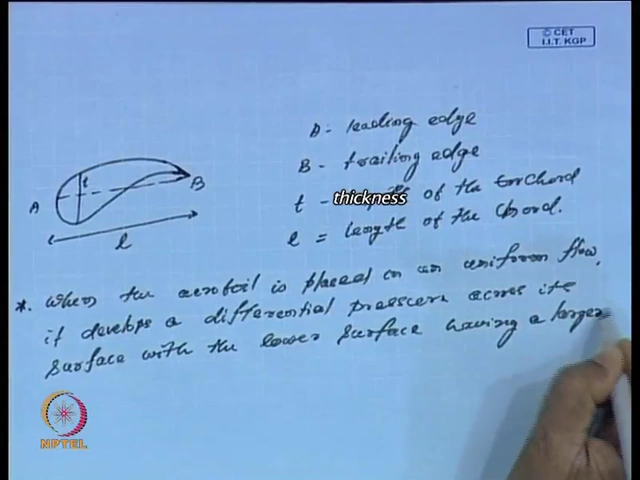 © CET
I.I.T. KGP
A - leading edge
B - trailing edge
t - thickness of the
l = length of the chord.
t
A
B
l
*. When the aerofoil is placed in an uniform flow,
it develops a differential pressure across its
surface with the lower surface having a larger
NPTEL